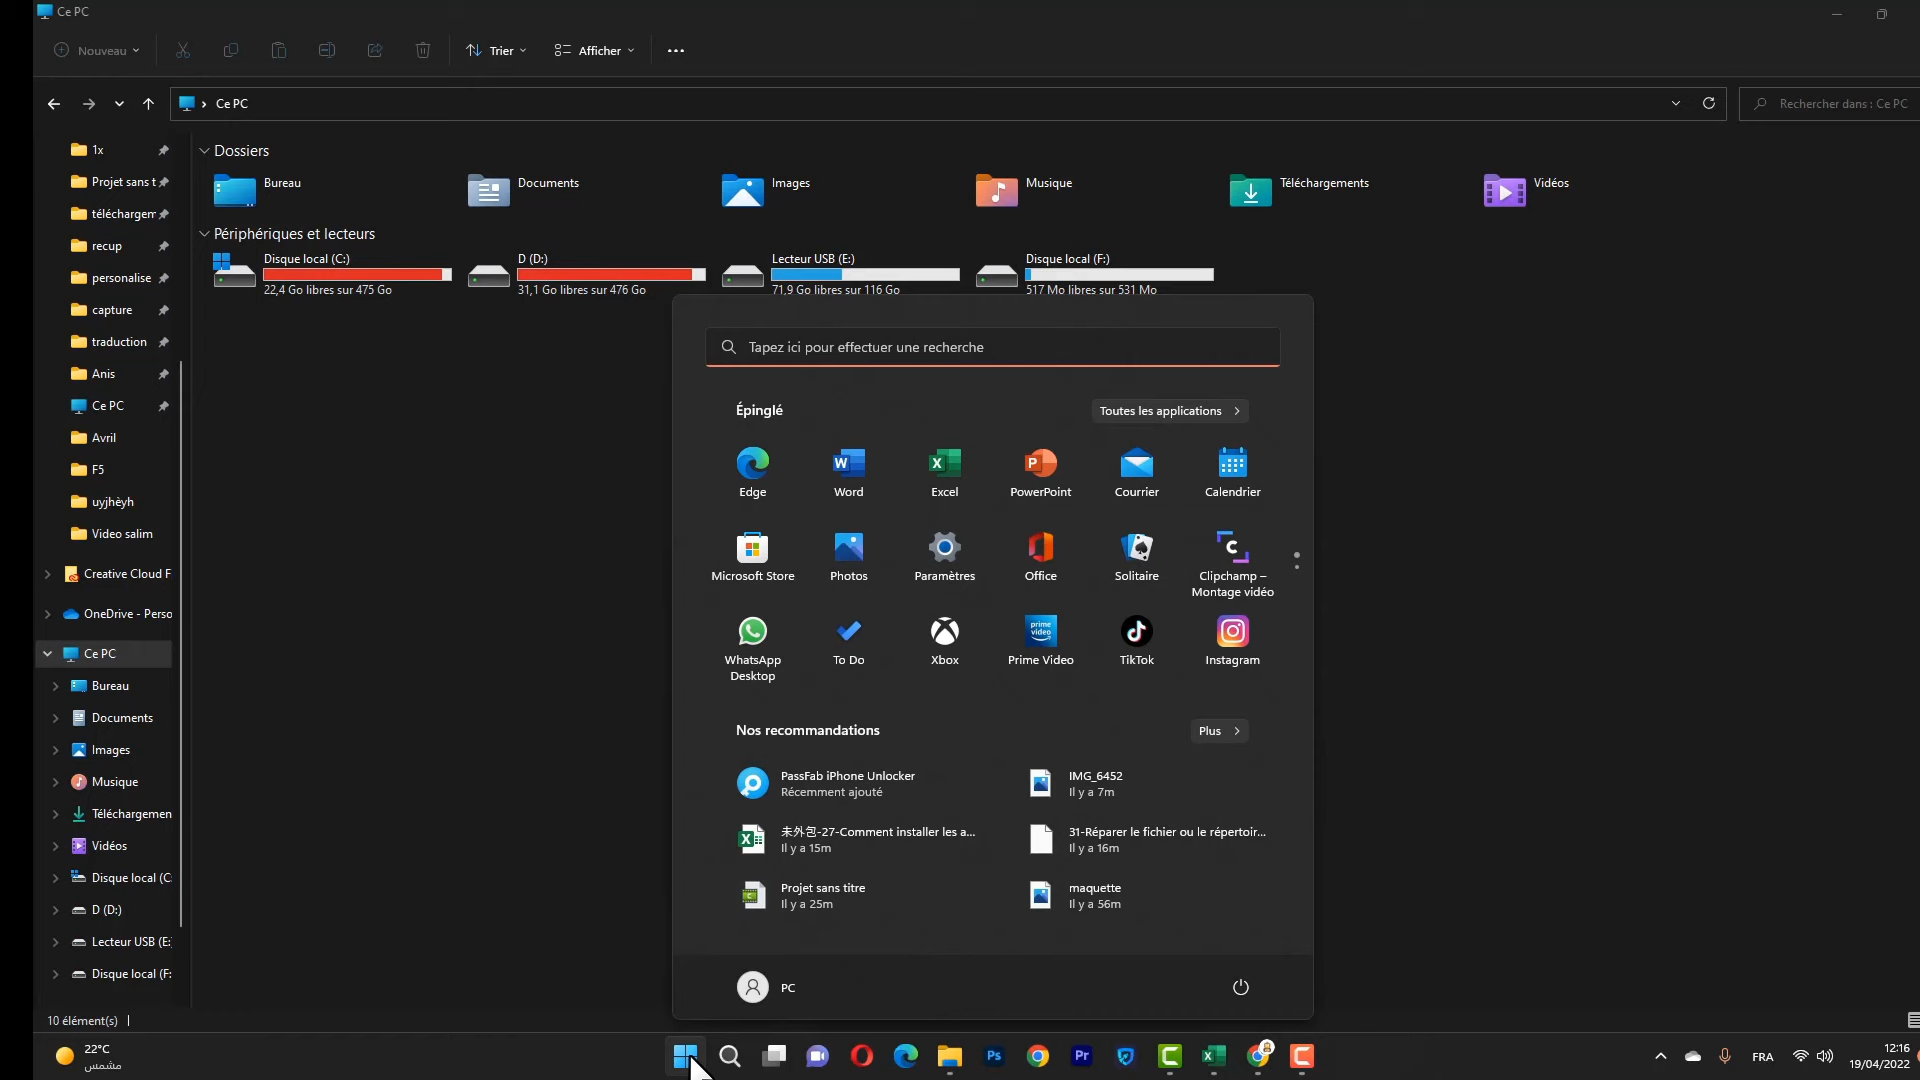 Ce PC
Nouveau
Trier
Afficher
Ce PC
Rechercher dans : Ce PC
1x
Projet sans t
téléchargem
recup
personalise
capture
traduction
Anis
Ce PC
Avril
F5
uyjhèyh
Video salim
Creative Cloud F
OneDrive - Perso
Ce PC
Bureau
Documents
Images
Musique
Téléchargemen
Vidéos
Disque local (C:
D (D:)
Lecteur USB (E:
Disque local (F:
Dossiers
Bureau
Documents
Images
Musique
Téléchargements
Vidéos
Périphériques et lecteurs
Disque local (C:)
22,4 Go libres sur 475 Go
D (D:)
31,1 Go libres sur 476 Go
Lecteur USB (E:)
71,9 Go libres sur 116 Go
Disque local (F:)
517 Mo libres sur 531 Mo
Tapez ici pour effectuer une recherche
Épinglé
Toutes les applications
Edge
Word
Excel
PowerPoint
Courrier
Calendrier
Microsoft Store
Photos
Paramètres
Office
Solitaire
Clipchamp –
Montage vidéo
WhatsApp
Desktop
To Do
Xbox
prime
video
Prime Video
TikTok
Instagram
Nos recommandations
Plus
PassFab iPhone Unlocker
Récemment ajouté
IMG_6452
Il y a 7m
未外包-27-Comment installer les a...
Il y a 15m
31-Réparer le fichier ou le répertoir...
Il y a 16m
Projet sans titre
Il y a 25m
maquette
Il y a 56m
PC
10 élément(s)
22°C
مشمس
Ps
Pr
FRA
12:16
19/04/2022